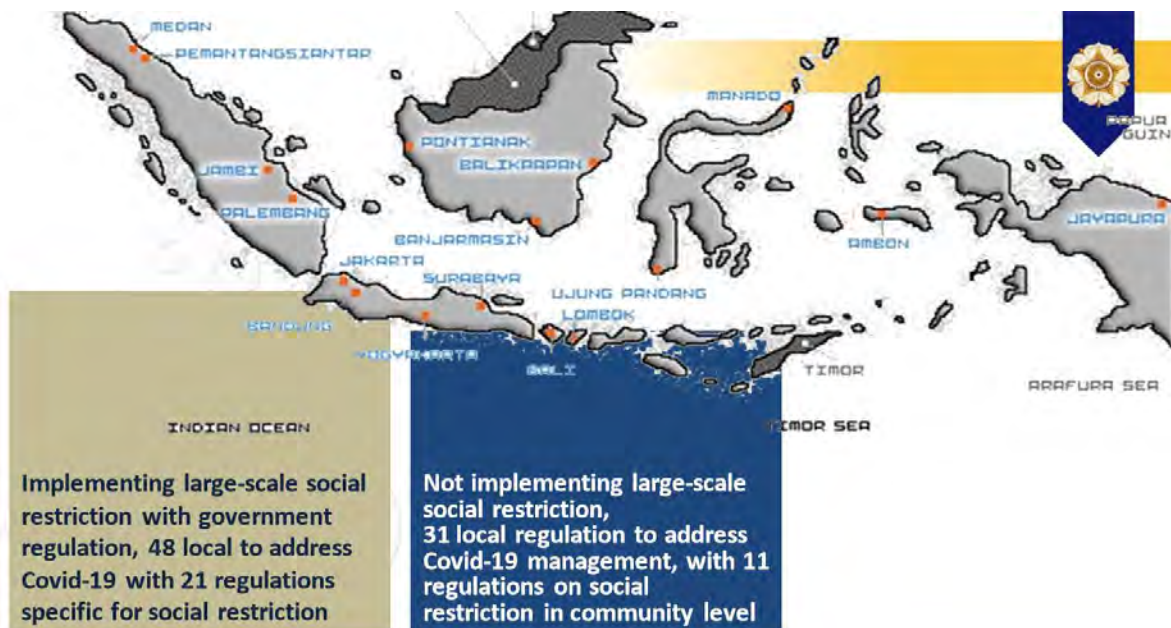 MEDAN
PEMANTANGSIANTAR
MANADO
PAPUA
GUIN
PONTIANAK
BALIKPAPAN
JAMBI
PALEMBANG
BANJARMASIN
AMBON
JAYAPURA
JAKARTA
SURABAYA
UJUNG PANDANG
LOMBOK
BANDUNG
YOGYAKARTA
BALI
TIMOR
ARAFURA SEA
INDIAN OCEAN
TIMOR SEA
Implementing large-scale social
restriction with government
regulation, 48 local to address
Covid-19 with 21 regulations
specific for social restriction
Not implementing large-scale
social restriction,
31 local regulation to address
Covid-19 management, with 11
regulations on social
restriction in community level